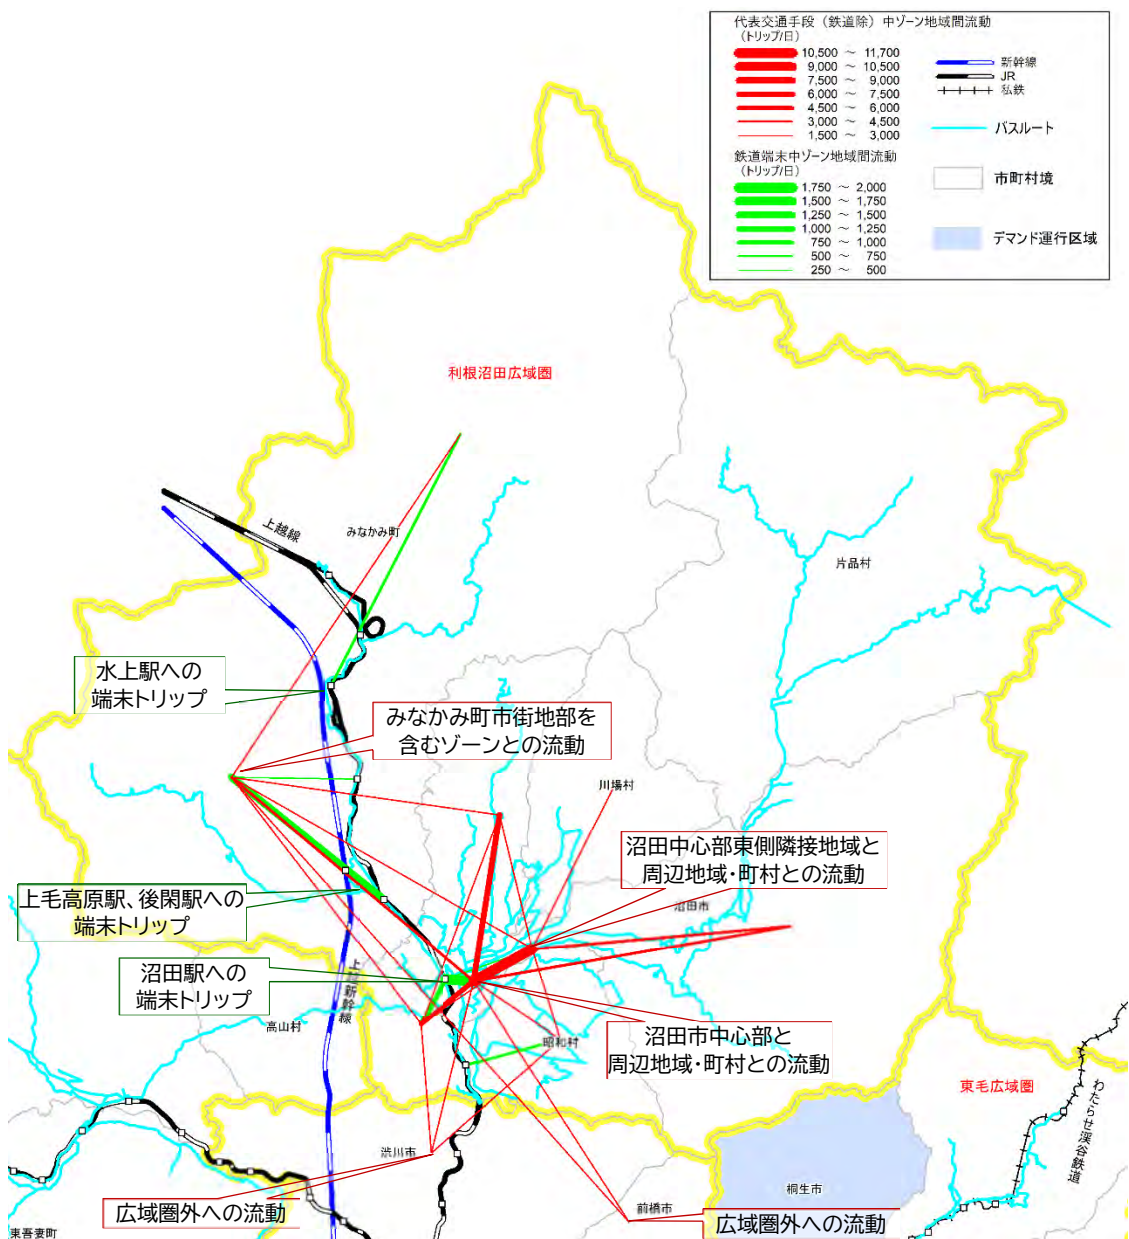 代表交通手段（鉄道除）中ゾーン地域間流動
（トリップ/日）
10,500 ～ 11,700
9,000 ～ 10,500
7,500 ～ 9,000
6,000 ～ 7,500
4,500 ～ 6,000
3,000 ～ 4,500
1,500 ～ 3,000
鉄道端末中ゾーン地域間流動
（トリップ/日）
1,750 ～ 2,000
1,500 ～ 1,750
1,250 ～ 1,500
1,000 ～ 1,250
750 ～ 1,000
500 ～ 750
250 ～ 500
新幹線
JR
私鉄
バスルート
市町村境
デマンド運行区域
利根沼田広域圏
上越線
みなかみ町
片品村
水上駅への
端末トリップ
みなかみ町市街地部を
含むゾーンとの流動
川場村
沼田中心部東側隣接地域と
周辺地域・町村との流動
上毛高原駅、後閑駅への
端末トリップ
沼田市
沼田駅への
端末トリップ
上越新幹線
高山村
昭和村
沼田市中心部と
周辺地域・町村との流動
東毛広域圏
わたらせ渓谷鉄道
渋川市
桐生市
広域圏外への流動
前橋市
広域圏外への流動
東吾妻町